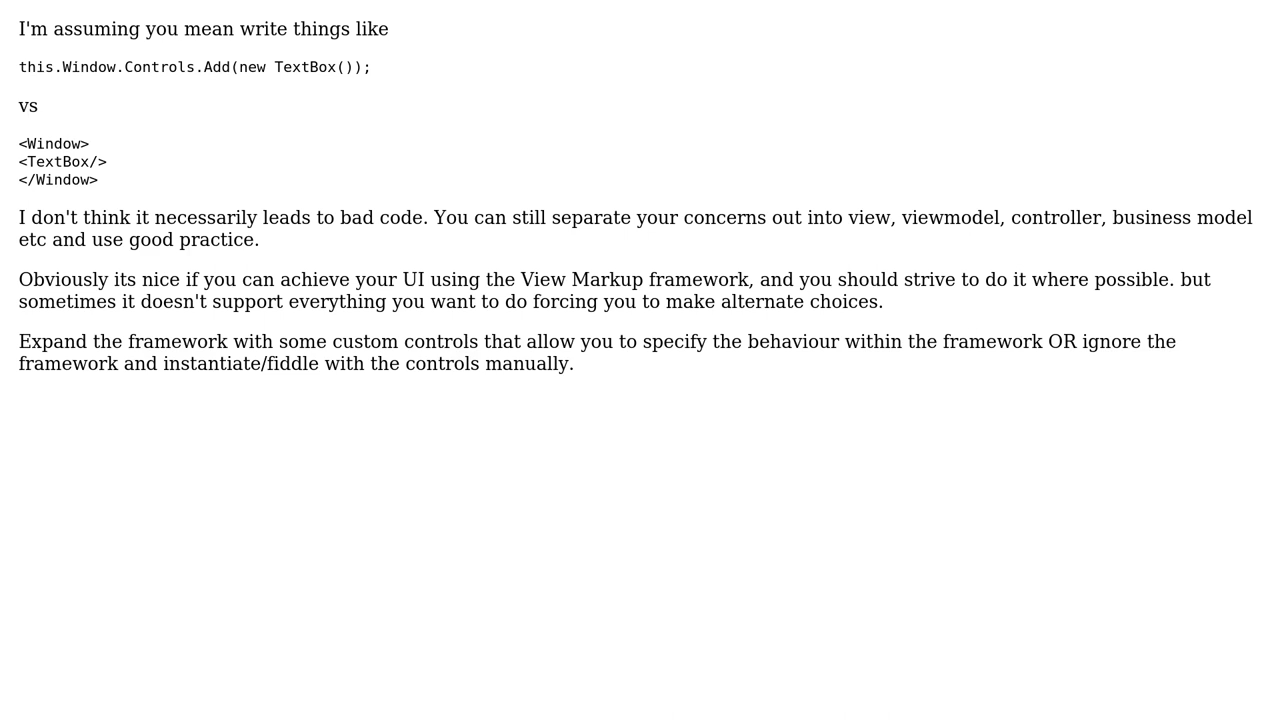 I'm assuming you mean write things like
this.Window.Controls.Add(new TextBox());
vs
<Window>
<TextBox/>
</Window>
I don't think it necessarily leads to bad code. You can still separate your concerns out into view, viewmodel, controller, business model
etc and use good practice.
Obviously its nice if you can achieve your UI using the View Markup framework, and you should strive to do it where possible. but
sometimes it doesn't support everything you want to do forcing you to make alternate choices.
Expand the framework with some custom controls that allow you to specify the behaviour within the framework OR ignore the
framework and instantiate/fiddle with the controls manually.